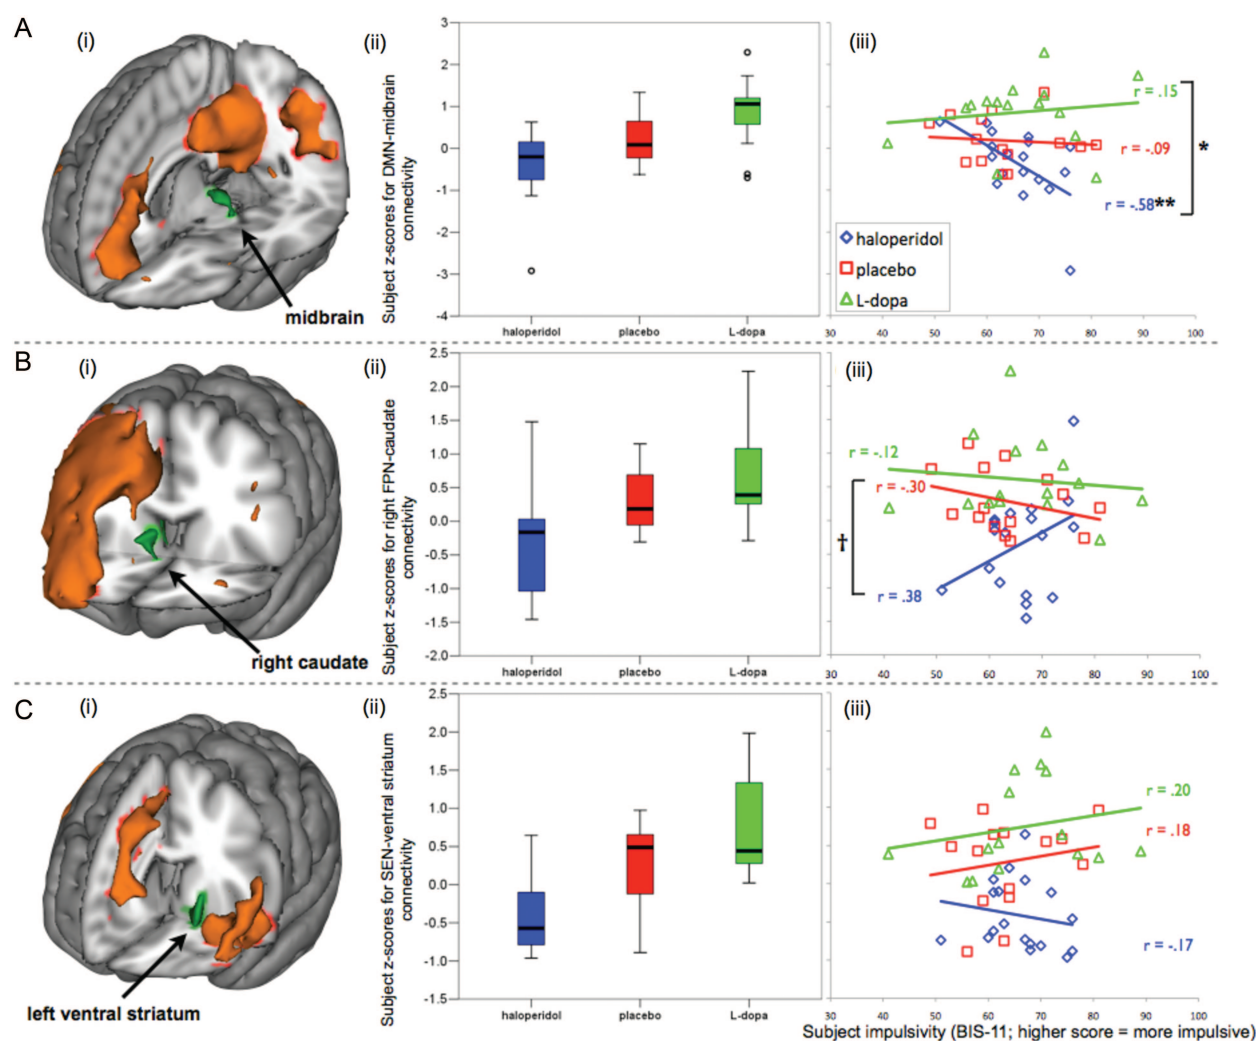 A
(i)
midbrain
(ii)
Subject z-scores for DMN-midbrain
connectivity
3
2
1
0
-1
-2
-3
-4
haloperidol
placebo
L-dopa
(iii)
r = .15
r = -.09
r = -.58**
*
haloperidol
placebo
L-dopa
30 40 50 60 70 80 90 100
B
(i)
right caudate
(ii)
Subject z-scores for right FPN-caudate
connectivity
2.5
2.0
1.5
1.0
0.5
0.0
-0.5
-1.0
-1.5
-2.0
haloperidol
placebo
L-dopa
(iii)
r = -.12
r = -.30
†
r = .38
30 40 50 60 70 80 90 100
C
(i)
left ventral striatum
(ii)
Subject z-scores for SEN-ventral striatum
connectivity
2.5
2.0
1.5
1.0
0.5
0.0
-0.5
-1.0
-1.5
haloperidol
placebo
L-dopa
(iii)
r = .20
r = .18
r = -.17
30 40 50 60 70 80 90 100
Subject impulsivity (BIS-11; higher score = more impulsive)